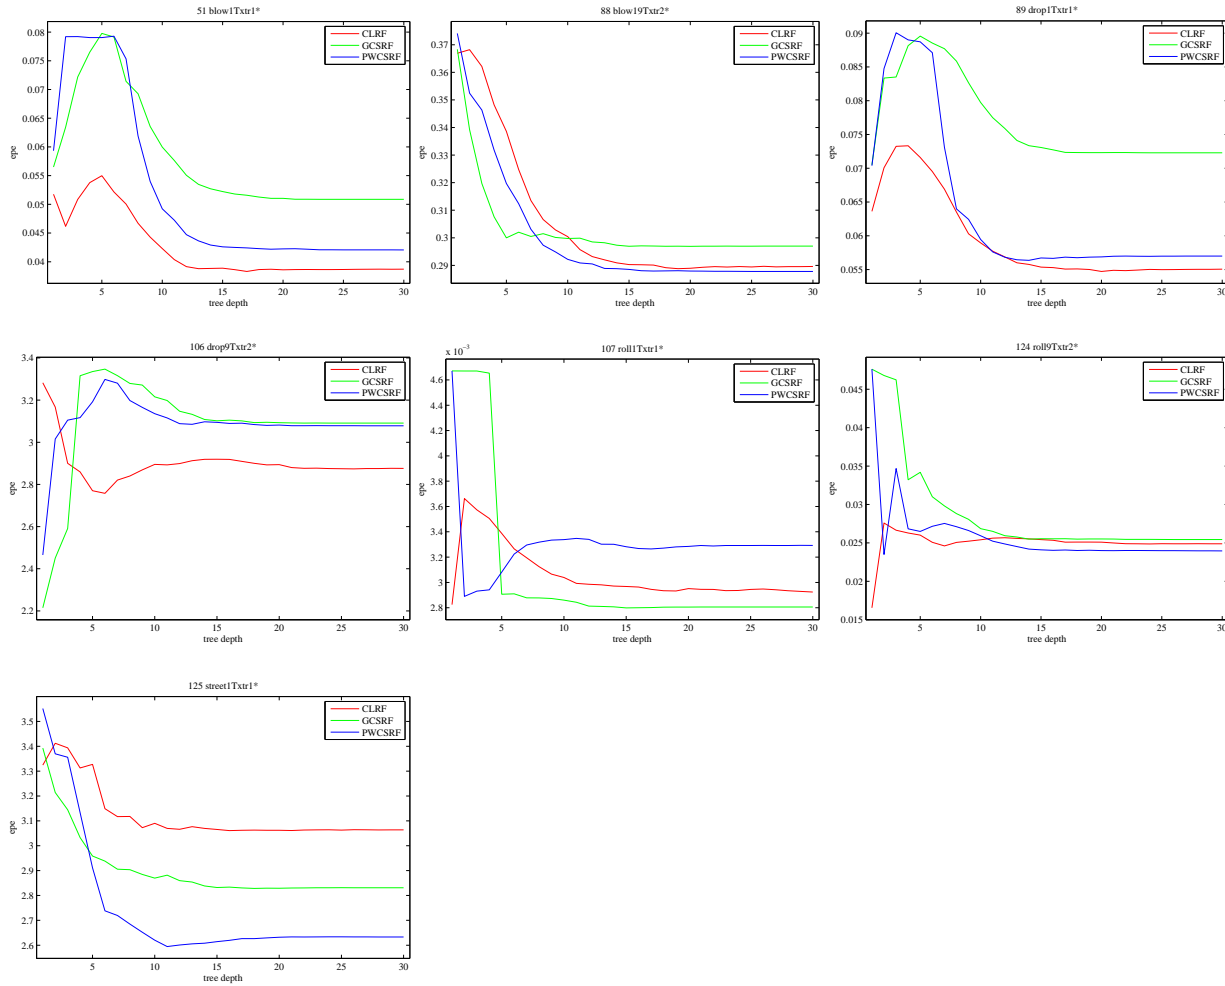 51 blow1Txtr1*
0.08
0.075
0.07
0.065
0.06
0.055
0.05
0.045
0.04
epe
5 10 15 20 25 30
tree depth
CLRF
GCSRF
PWCSRF
88 blow19Txtr2*
0.37
0.36
0.35
0.34
0.33
0.32
0.31
0.3
0.29
epe
5 10 15 20 25 30
tree depth
CLRF
GCSRF
PWCSRF
89 drop1Txtr1*
0.09
0.085
0.08
0.075
0.07
0.065
0.06
0.055
epe
5 10 15 20 25 30
tree depth
CLRF
GCSRF
PWCSRF
106 drop9Txtr2*
3.4
3.2
3
2.8
2.6
2.4
2.2
epe
5 10 15 20 25 30
tree depth
CLRF
GCSRF
PWCSRF
107 roll1Txtr1*
x 10⁻³
4.6
4.4
4.2
4
3.8
3.6
3.4
3.2
3
2.8
epe
5 10 15 20 25 30
tree depth
CLRF
GCSRF
PWCSRF
124 roll9Txtr2*
0.045
0.04
0.035
0.03
0.025
0.02
0.015
epe
5 10 15 20 25 30
tree depth
CLRF
GCSRF
PWCSRF
125 street1Txtr1*
3.5
3.4
3.3
3.2
3.1
3
2.9
2.8
2.7
2.6
epe
5 10 15 20 25 30
tree depth
CLRF
GCSRF
PWCSRF